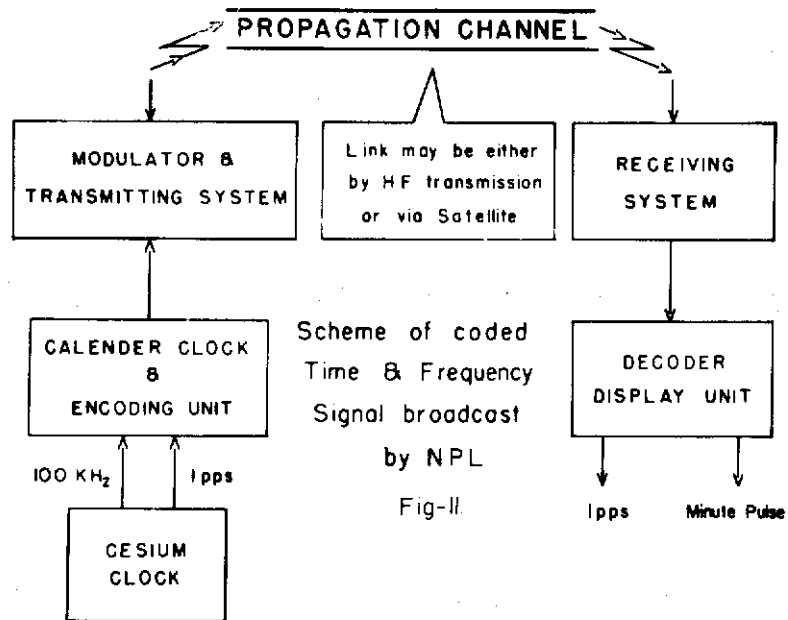 PROPAGATION CHANNEL
MODULATOR &
TRANSMITTING SYSTEM
Link may be either
by HF transmission
or via Satellite
RECEIVING
SYSTEM
CALENDER CLOCK
&
ENCODING UNIT
Scheme of coded
Time & Frequency
Signal broadcast
by NPL
Fig-II.
DECODER
DISPLAY UNIT
100 KHz
1pps
1pps
Minute Pulse
CESIUM
CLOCK